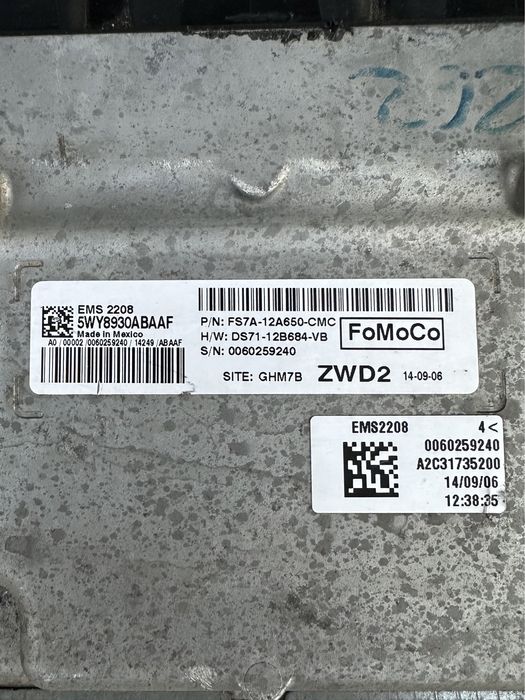 EMS 2208
5WY8930ABAAF
Made in Mexico
A0 / 00002 / 0060259240 / 14249 / ABAAF
P/N: FS7A-12A650-CMC
H/W: DS71-12B684-VB
S/N: 0060259240
FoMoCo
SITE: GHM7B ZWD2 14-09-06
EMS2208 4<
0060259240
A2C31735200
14/09/06
12:38:35